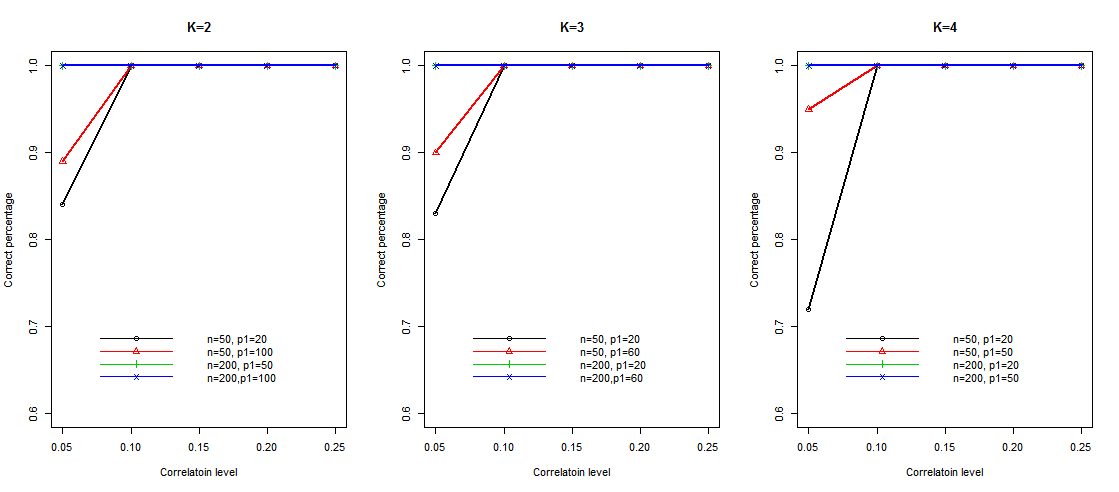 K=2
Correct percentage
1.0
0.9
0.8
0.7
0.6
n=50, p1=20
n=50, p1=100
n=200, p1=50
n=200,p1=100
0.05 0.10 0.15 0.20 0.25
Correlatoin level
K=3
Correct percentage
1.0
0.9
0.8
0.7
0.6
n=50, p1=20
n=50, p1=60
n=200, p1=20
n=200,p1=60
0.05 0.10 0.15 0.20 0.25
Correlatoin level
K=4
Correct percentage
1.0
0.9
0.8
0.7
0.6
n=50, p1=20
n=50, p1=50
n=200, p1=20
n=200, p1=50
0.05 0.10 0.15 0.20 0.25
Correlatoin level